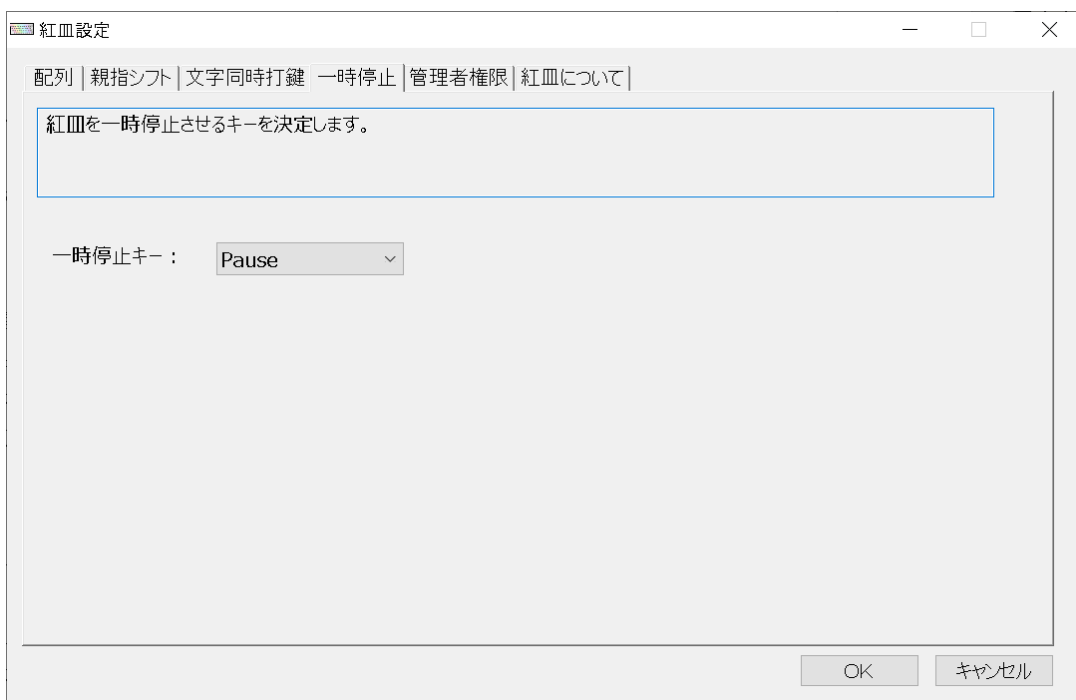 紅皿設定
配列 親指シフト 文字同時打鍵 一時停止 管理者権限 紅皿について
紅皿を一時停止させるキーを決定します。
一時停止キー： Pause
OK キャンセル